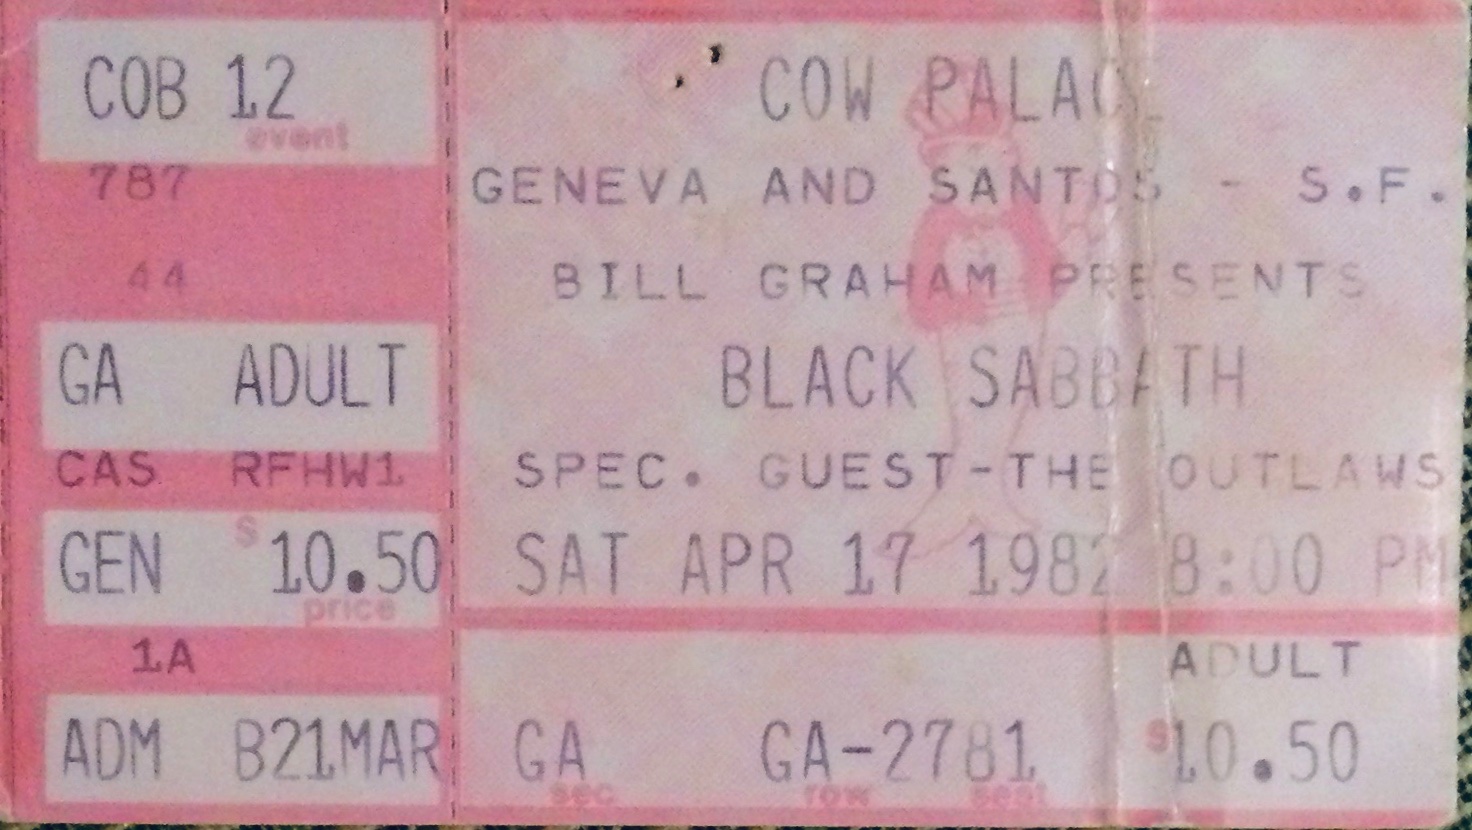 COB 12
event
787
44
GA ADULT
CAS RFHW1
GEN $10.50
price
1A
ADM B21MAR
COW PALACE
GENEVA AND SANTOS - S.F.
BILL GRAHAM PRESENTS
BLACK SABBATH
SPEC. GUEST-THE OUTLAWS
SAT APR 17 1982 8:00 PM
ADULT
GA GA-2781 $10.50
sec row seat